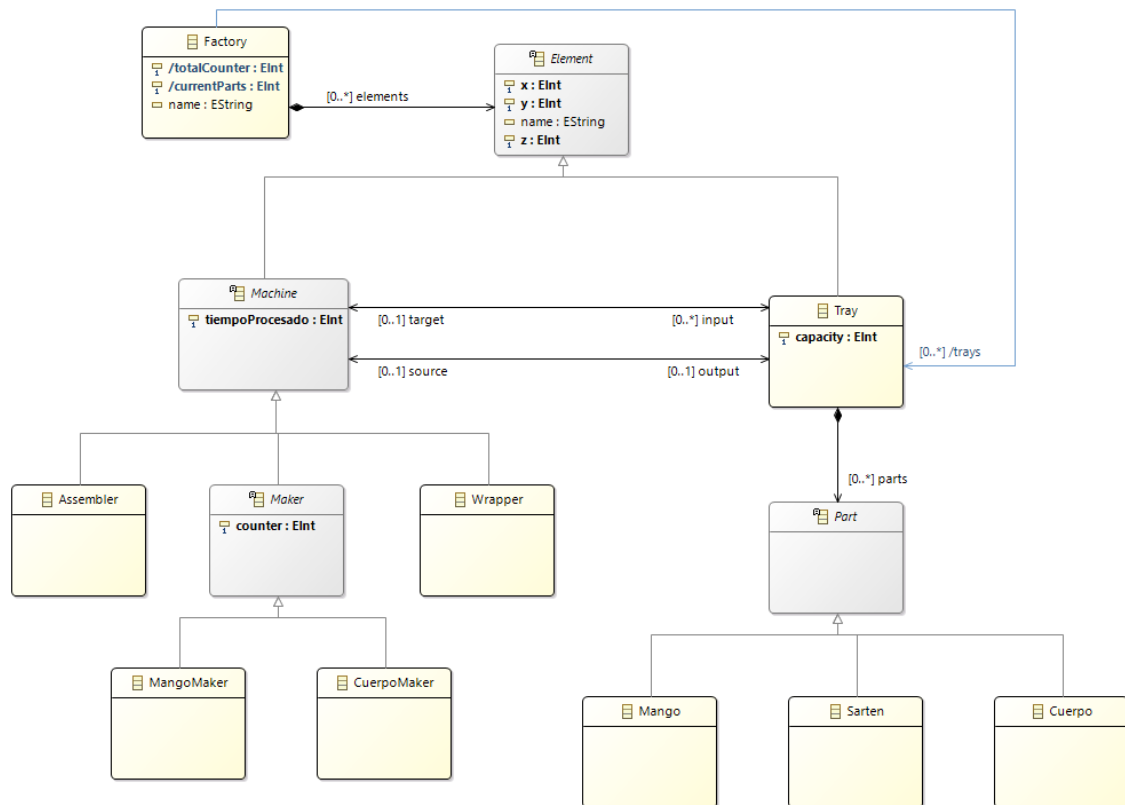 Factory
/totalCounter : EInt
/currentParts : EInt
name : EString
[0..*] elements
Element
x : EInt
y : EInt
name : EString
z : EInt
Machine
tiempoProcesado : EInt
[0..1] target
[0..*] input
[0..1] source
[0..1] output
Tray
capacity : EInt
[0..*] /trays
[0..*] parts
Assembler
Maker
counter : EInt
Wrapper
Part
MangoMaker
CuerpoMaker
Mango
Sarten
Cuerpo